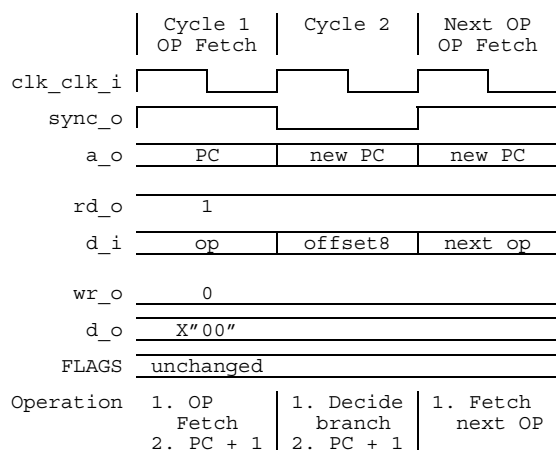 Cycle 1 Cycle 2 Next OP
OP Fetch OP Fetch
clk_clk_i
sync_o
a_o PC new PC new PC
rd_o 1
d_i op offset8 next op
wr_o 0
d_o X"00"
FLAGS unchanged
Operation 1. OP 1. Decide 1. Fetch
Fetch branch next OP
2. PC + 1 2. PC + 1